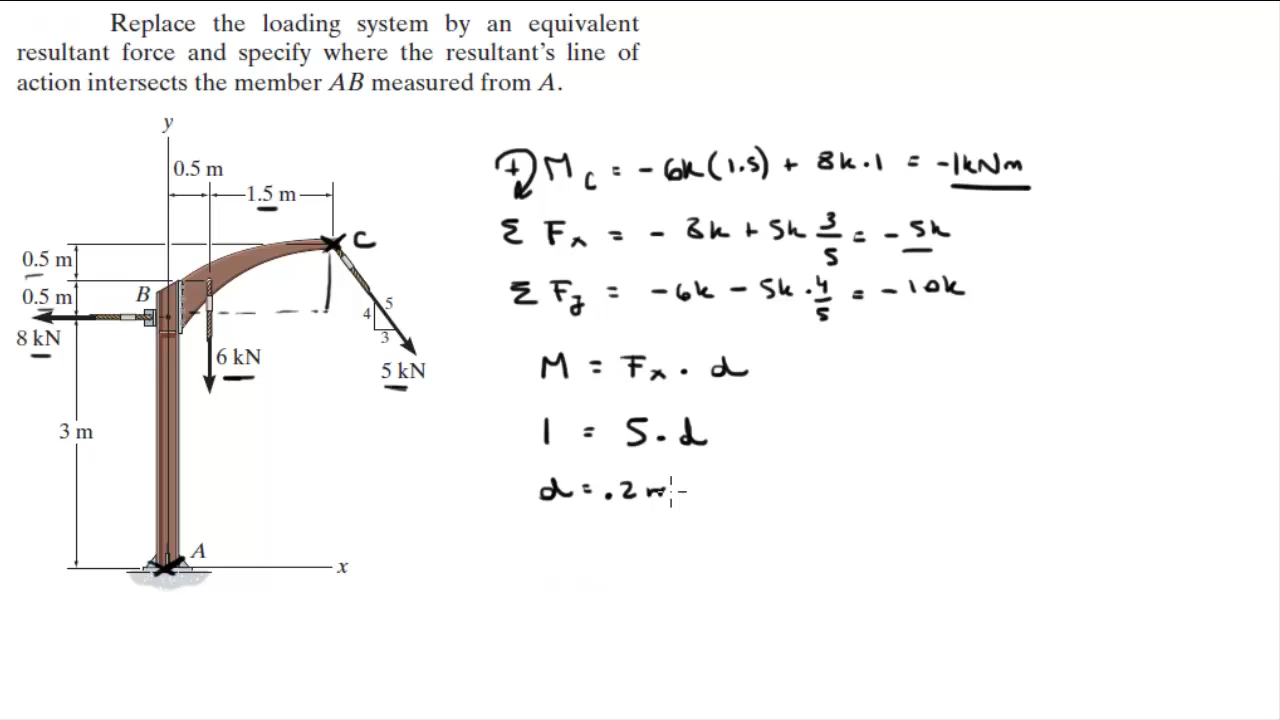 Replace the loading system by an equivalent
resultant force and specify where the resultant's line of
action intersects the member AB measured from A.
y
0.5 m
1.5 m
C
0.5 m
0.5 m
B
8 kN
6 kN
5
4
3
5 kN
3 m
A
x
+ M_C = -6k(1.5) + 8k·1 = -1kNm
Σ F_x = - 8k + 5k 3/5 = - 5k
Σ F_y = -6k - 5k·4/5 = -10k
M = F_x · d
1 = 5·d
d = .2m